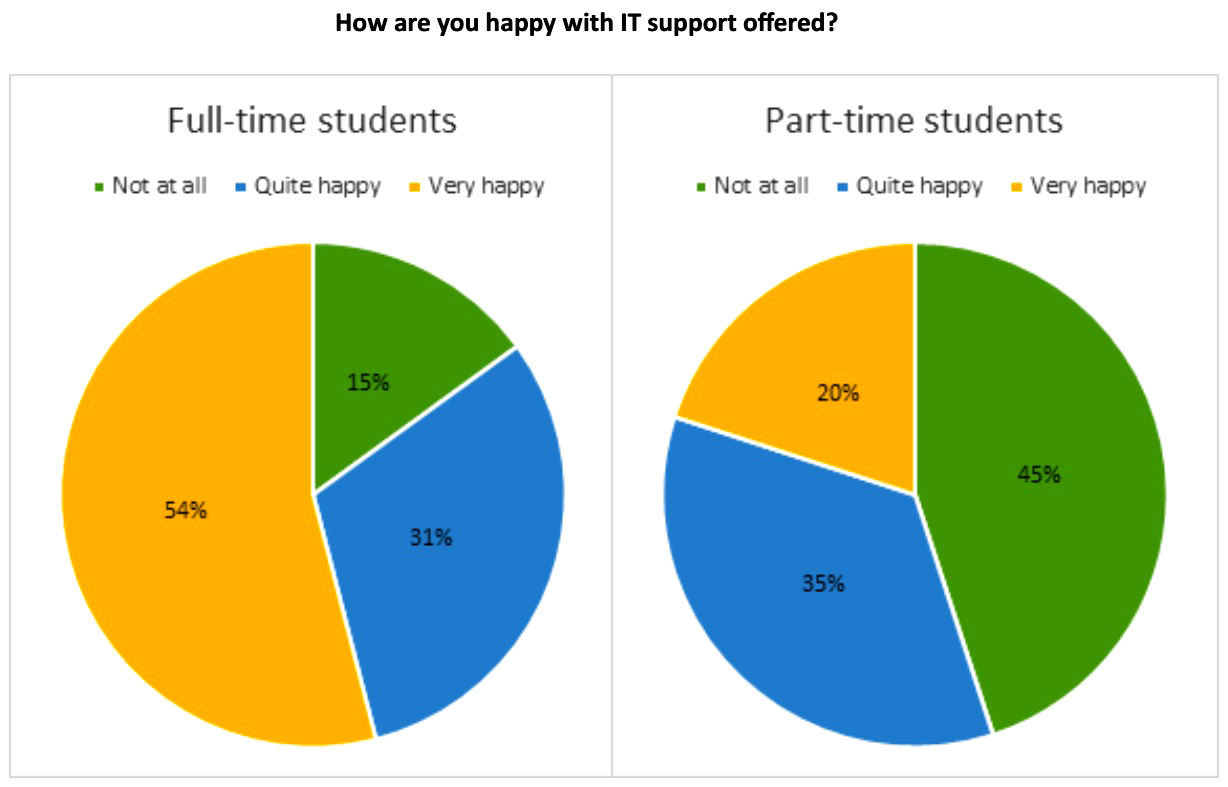 How are you happy with IT support offered?
Full-time students
Not at all Quite happy Very happy
15%
54%
31%
Part-time students
Not at all Quite happy Very happy
20%
45%
35%